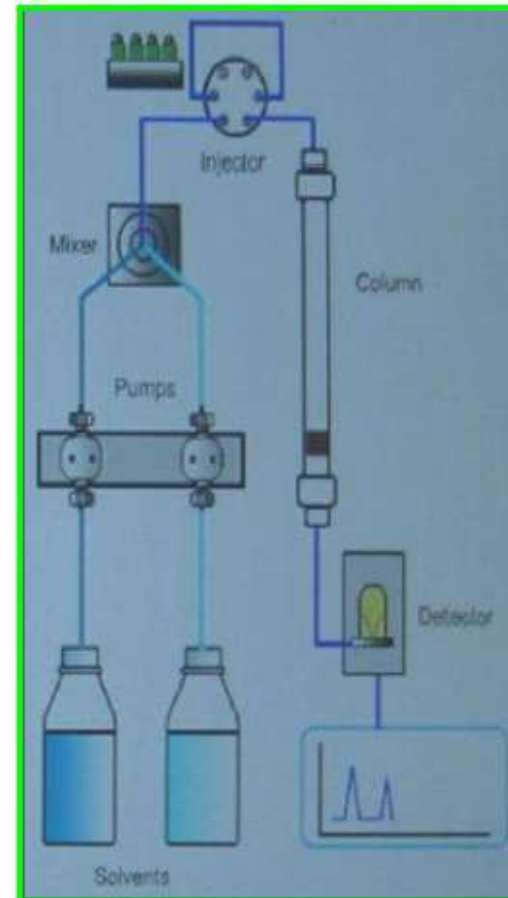 Injector
Mixer
Column
Pumps
Detector
Solvents